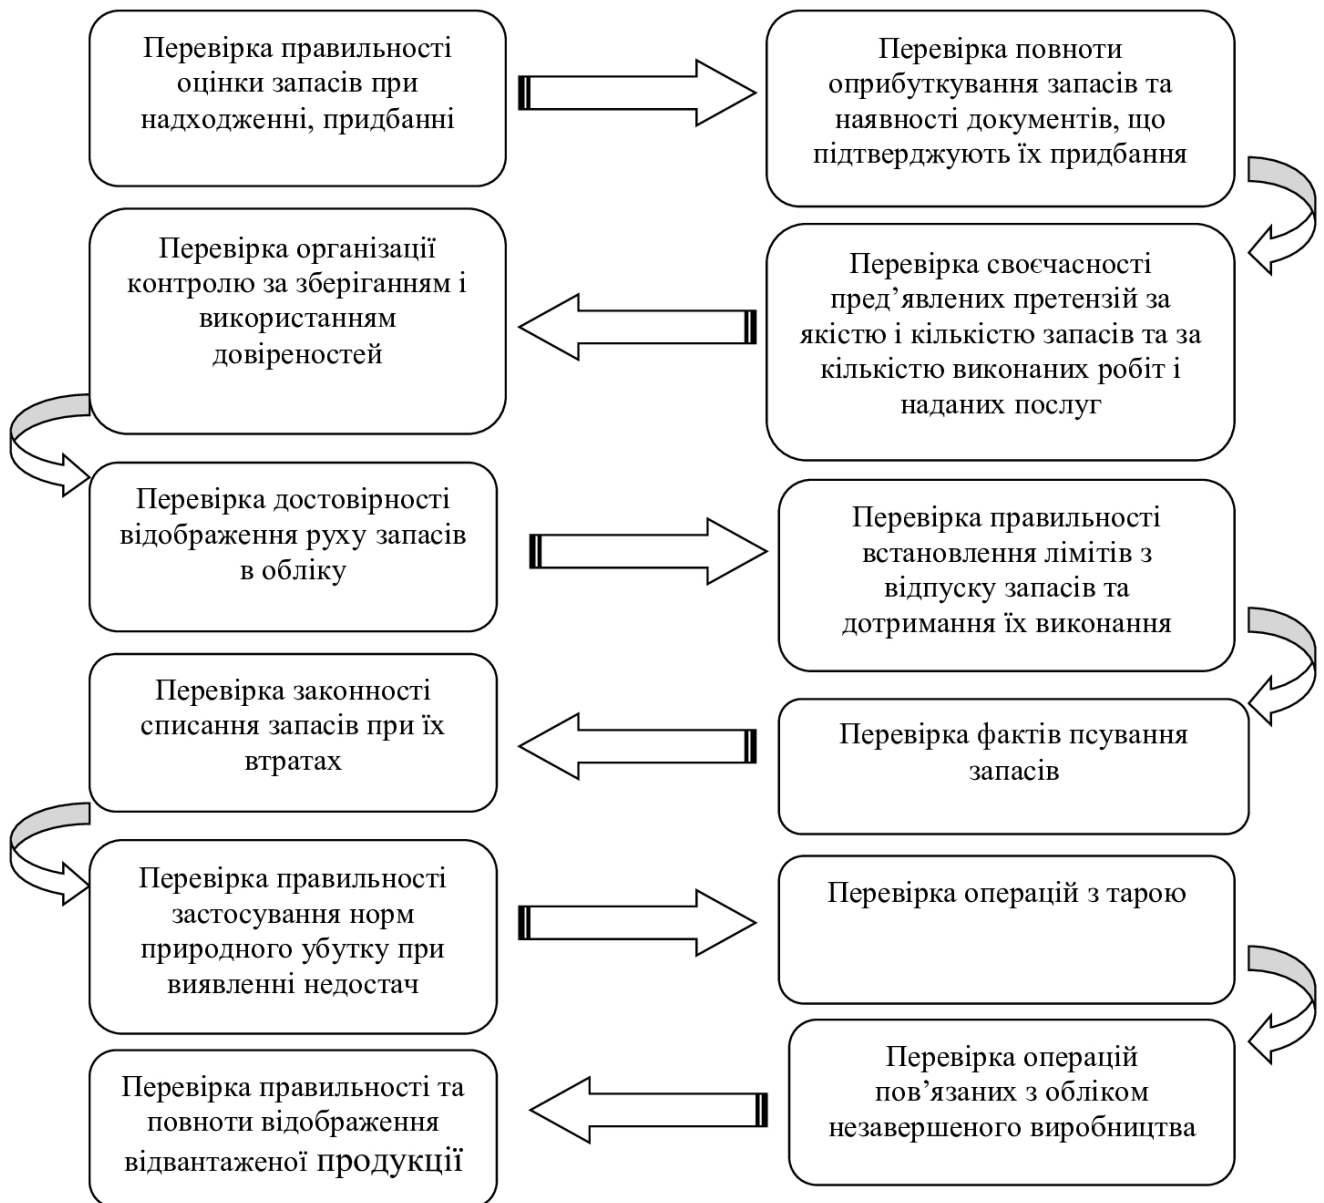 Перевірка правильності
оцінки запасів при
надходженні, придбанні
Перевірка повноти
оприбуткування запасів та
наявності документів, що
підтверджують їх придбання
Перевірка своєчасності
пред’явлених претензій за
якістю і кількістю запасів та за
кількістю виконаних робіт і
наданих послуг
Перевірка організації
контролю за зберіганням і
використанням
довіреностей
Перевірка достовірності
відображення руху запасів
в обліку
Перевірка правильності
встановлення лімітів з
відпуску запасів та
дотримання їх виконання
Перевірка фактів псування
запасів
Перевірка законності
списання запасів при їх
втратах
Перевірка правильності
застосування норм
природного убутку при
виявленні недостач
Перевірка операцій з тарою
Перевірка операцій
пов’язаних з обліком
незавершеного виробництва
Перевірка правильності та
повноти відображення
відвантаженої продукції